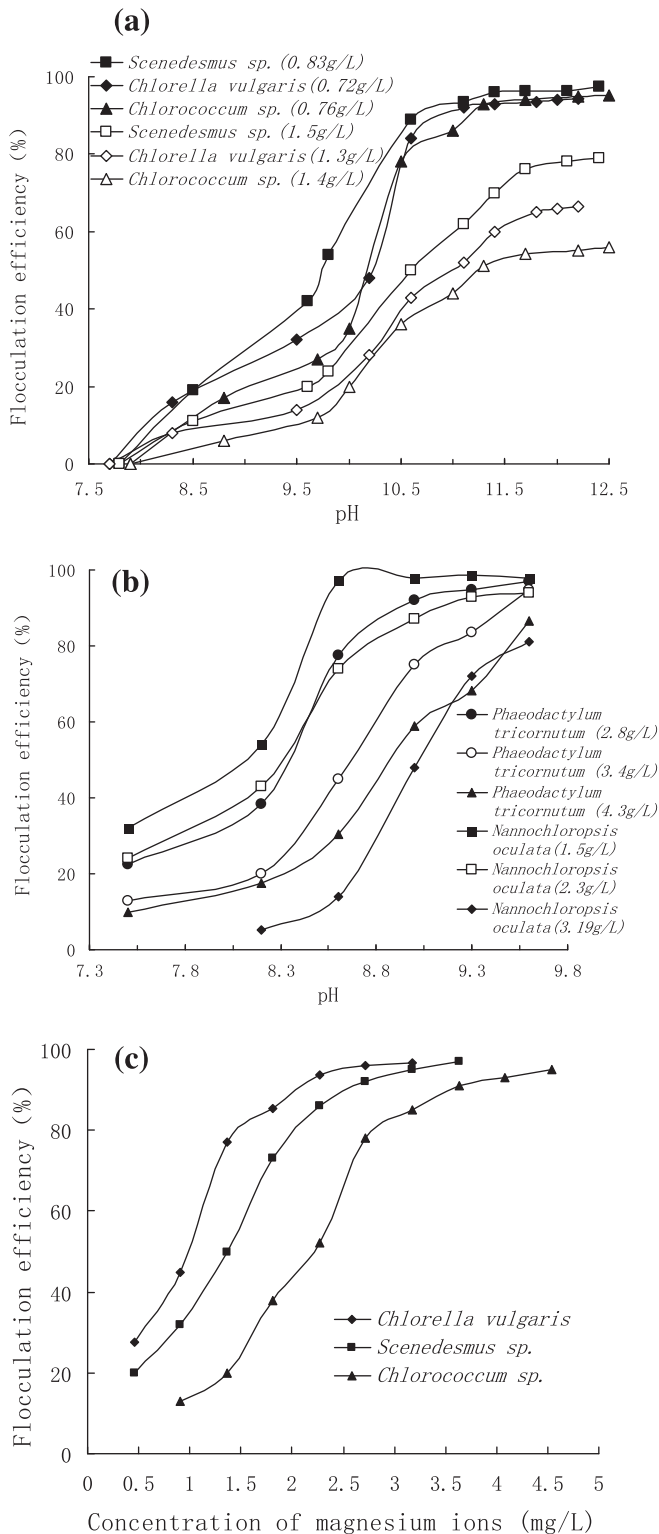 (a)
Scenedesmus sp. (0.83g/L)
Chlorella vulgaris(0.72g/L)
Chlorococcum sp. (0.76g/L)
Scenedesmus sp. (1.5g/L)
Chlorella vulgaris(1.3g/L)
Chlorococcum sp. (1.4g/L)
Flocculation efficiency (%)
100
80
60
40
20
0
7.5 8.5 9.5 10.5 11.5 12.5
pH
(b)
Flocculation efficiency (%)
100
80
60
40
20
0
Phaeodactylum
tricornutum (2.8g/L)
Phaeodactylum
tricornutum (3.4g/L)
Phaeodactylum
tricornutum (4.3g/L)
Nannochloropsis
oculata(1.5g/L)
Nannochloropsis
oculata(2.3g/L)
Nannochloropsis
oculata(3.19g/L)
7.3 7.8 8.3 8.8 9.3 9.8
pH
(c)
Flocculation efficiency (%)
100
80
60
40
20
0
Chlorella vulgaris
Scenedesmus sp.
Chlorococcum sp.
0 0.5 1 1.5 2 2.5 3 3.5 4 4.5 5
Concentration of magnesium ions (mg/L)